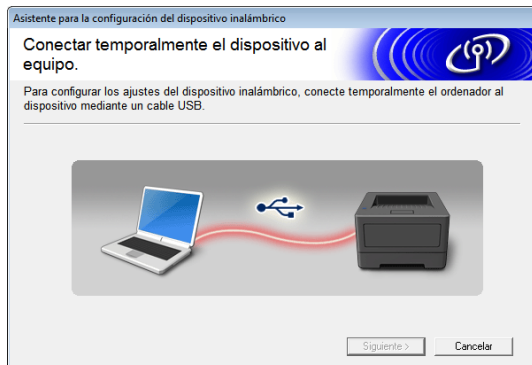 Asistente para la configuración del dispositivo inalámbrico
Conectar temporalmente el dispositivo al
equipo.
Para configurar los ajustes del dispositivo inalámbrico, conecte temporalmente el ordenador al
dispositivo mediante un cable USB.
Siguiente >
Cancelar